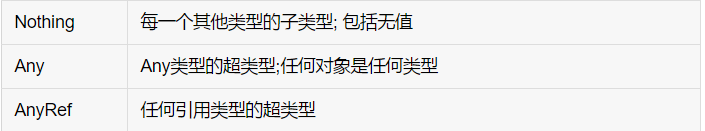 Nothing 每一个其他类型的子类型; 包括无值
Any Any类型的超类型;任何对象是任何类型
AnyRef 任何引用类型的超类型